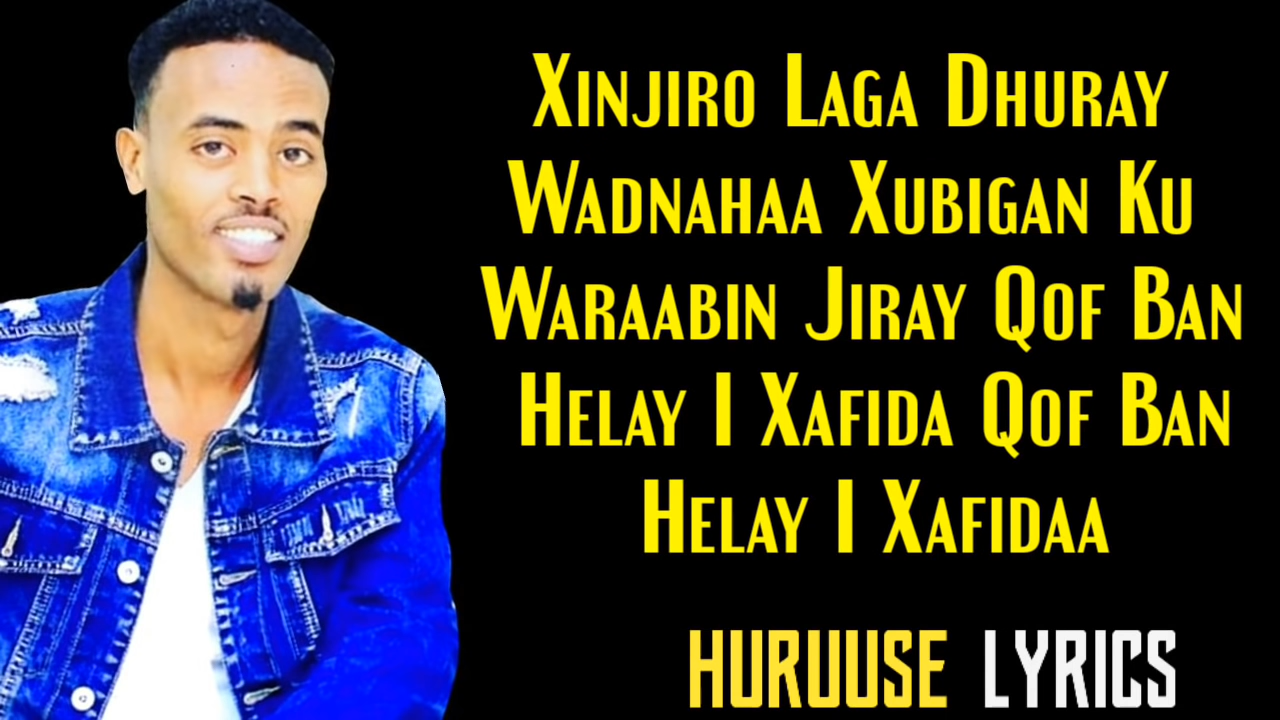 Xinjiro Laga Dhuray
Wadnahaa Xubigan Ku
Waraabin Jiray Qof Ban
Helay I Xafida Qof Ban
Helay I Xafidaa
HURUUSE LYRICS